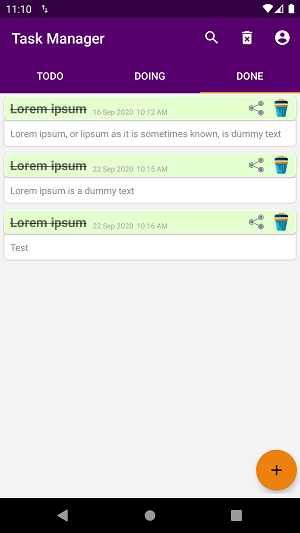 11:10
Task Manager
TODO DOING DONE
Lorem ipsum 16 Sep 2020 10:12 AM
Lorem ipsum, or lipsum as it is sometimes known, is dummy text
Lorem ipsum 22 Sep 2020 10:15 AM
Lorem ipsum is a dummy text
Lorem ipsum 22 Sep 2020 10:16 AM
Test